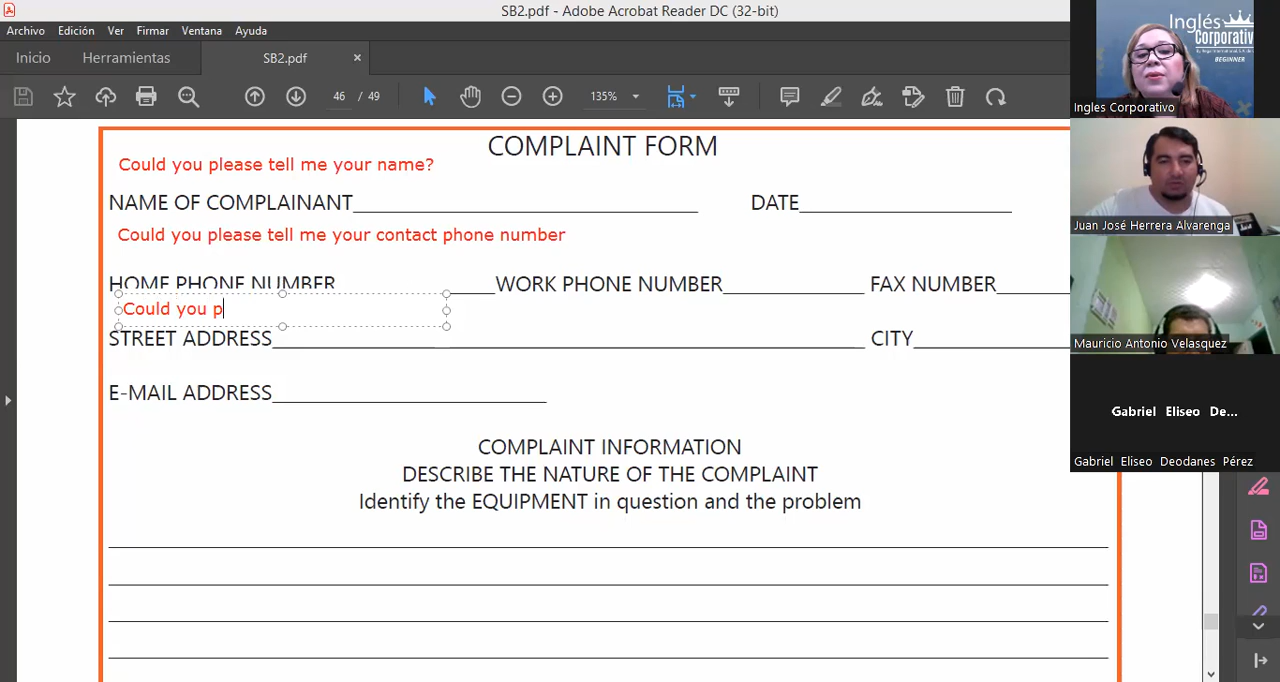 SB2.pdf - Adobe Acrobat Reader DC (32-bit)
Archivo Edición Ver Firmar Ventana Ayuda
Inicio Herramientas SB2.pdf ×
46 / 49 135%
COMPLAINT FORM
Could you please tell me your name?
NAME OF COMPLAINANT DATE
Could you please tell me your contact phone number
HOME PHONE NUMBER WORK PHONE NUMBER FAX NUMBER
Could you p
STREET ADDRESS CITY
E-MAIL ADDRESS
COMPLAINT INFORMATION
DESCRIBE THE NATURE OF THE COMPLAINT
Identify the EQUIPMENT in question and the problem
Inglés
Corporativ
BEGINNER
Ingles Corporativo
Juan José Herrera Alvarenga
Mauricio Antonio Velasquez
Gabriel Eliseo De...
Gabriel Eliseo Deodanes Pérez